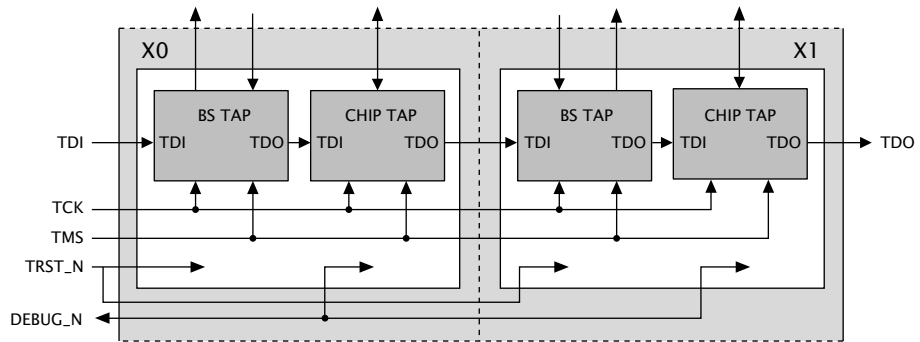 X0 X1
BS TAP CHIP TAP BS TAP CHIP TAP
TDI TDI TDO TDI TDO TDI TDO TDI TDO TDO
TCK
TMS
TRST_N
DEBUG_N